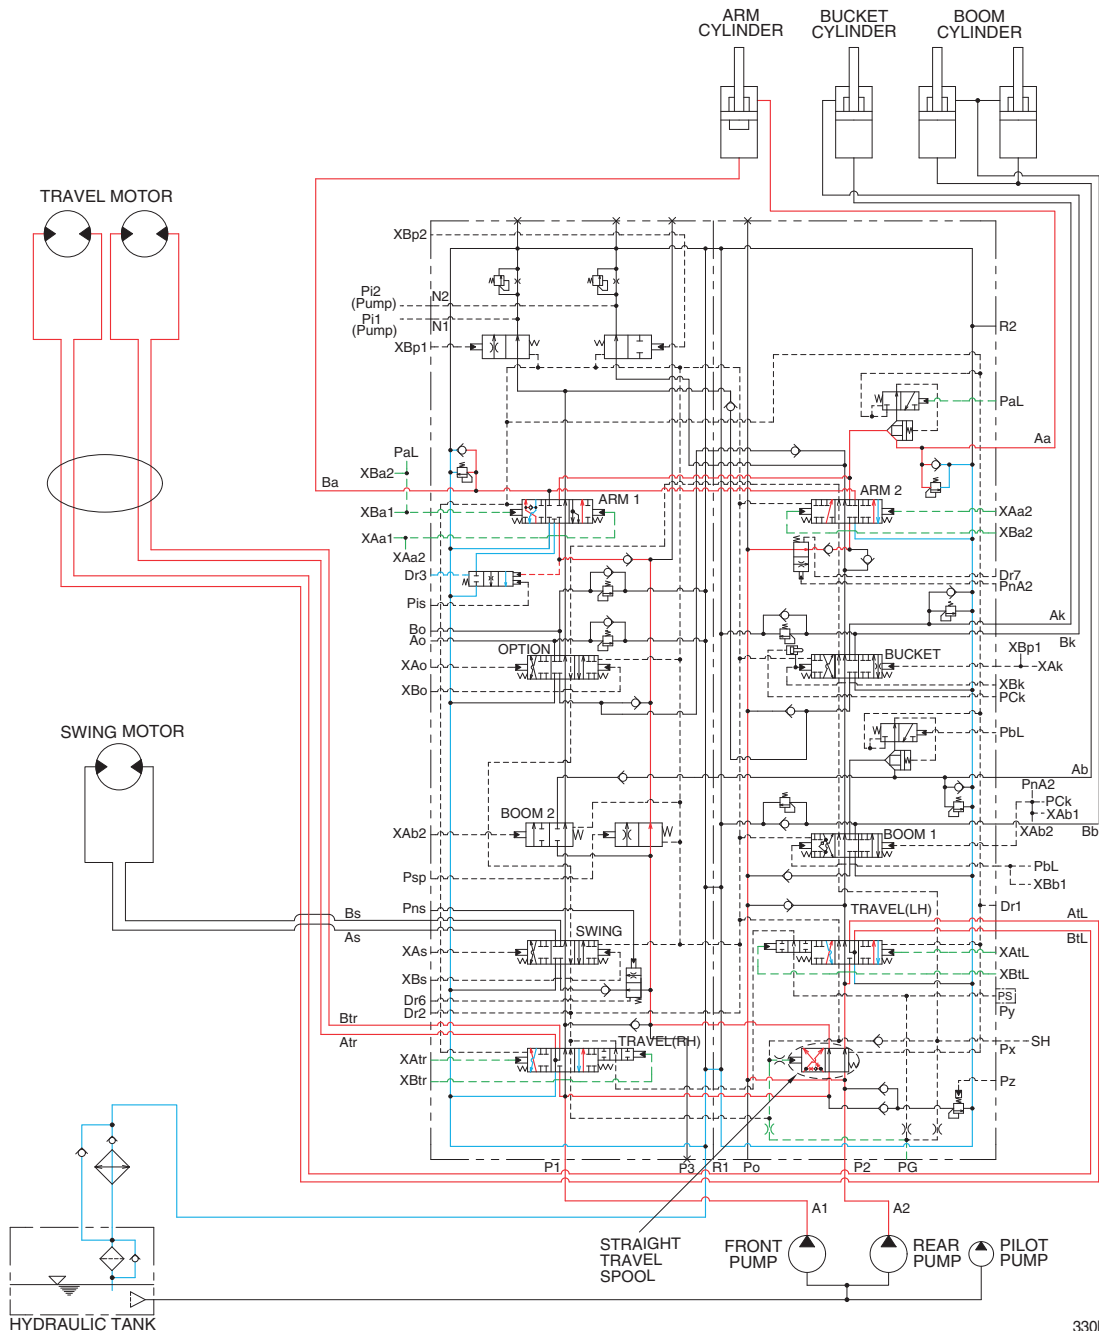 ARM
CYLINDER
BUCKET
CYLINDER
BOOM
CYLINDER
TRAVEL MOTOR
XBp2
Pi2
(Pump)
N2
Pi1
(Pump)
N1
R2
XBp1
PaL
Aa
PaL
XBa2
Ba
ARM 1
ARM 2
XBa1
XAa2
XAa1
XBa2
XAa2
Dr3
Dr7
PnA2
Pis
Ak
Bo
Ao
Bk
OPTION
BUCKET
XBp1
XAo
XAk
XBo
XBk
PCk
SWING MOTOR
PbL
Ab
PnA2
PCk
XAb1
BOOM 2
XAb2
BOOM 1
XAb2
Bb
Psp
PbL
XBb1
Pns
Dr1
TRAVEL(LH)
AtL
Bs
BtL
As
SWING
XAs
XAtL
XBs
XBtL
Dr6
PS
Dr2
Py
Btr
Atr
TRAVEL(RH)
SH
Px
XAtr
XBtr
Pz
P1
P3
R1
Po
P2
PG
A1
A2
STRAIGHT
TRAVEL
SPOOL
FRONT
PUMP
REAR
PUMP
PILOT
PUMP
HYDRAULIC TANK